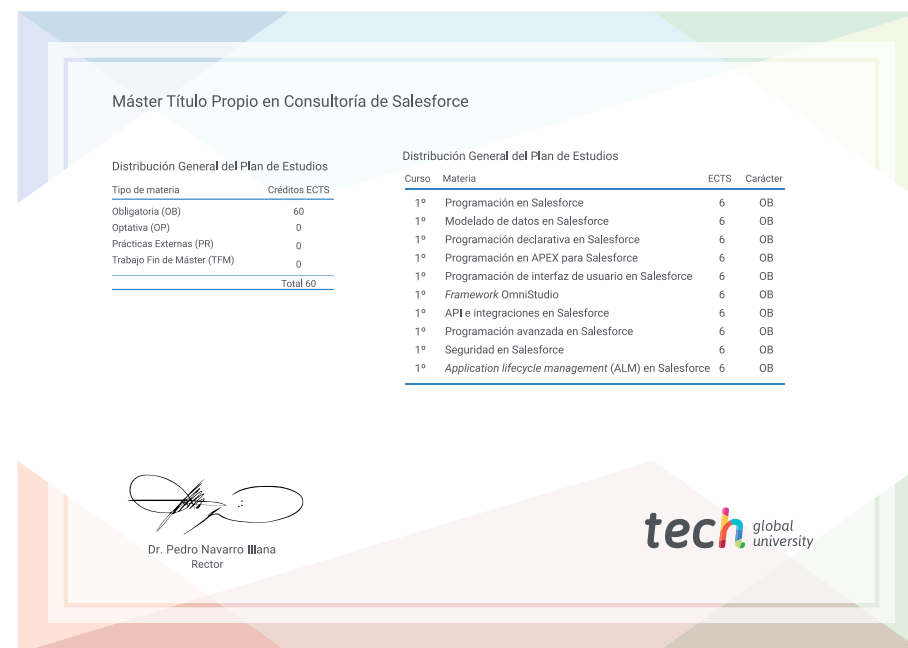 Máster Título Propio en Consultoría de Salesforce
Distribución General del Plan de Estudios
Tipo de materia Créditos ECTS
Obligatoria (OB) 60
Optativa (OP) 0
Prácticas Externas (PR) 0
Trabajo Fin de Máster (TFM) 0
Total 60
Distribución General del Plan de Estudios
Curso Materia ECTS Carácter
1º Programación en Salesforce 6 OB
1º Modelado de datos en Salesforce 6 OB
1º Programación declarativa en Salesforce 6 OB
1º Programación en APEX para Salesforce 6 OB
1º Programación de interfaz de usuario en Salesforce 6 OB
1º Framework OmniStudio 6 OB
1º API e integraciones en Salesforce 6 OB
1º Programación avanzada en Salesforce 6 OB
1º Seguridad en Salesforce 6 OB
1º Application lifecycle management (ALM) en Salesforce 6 OB
Dr. Pedro Navarro Illana
Rector
tech global
university